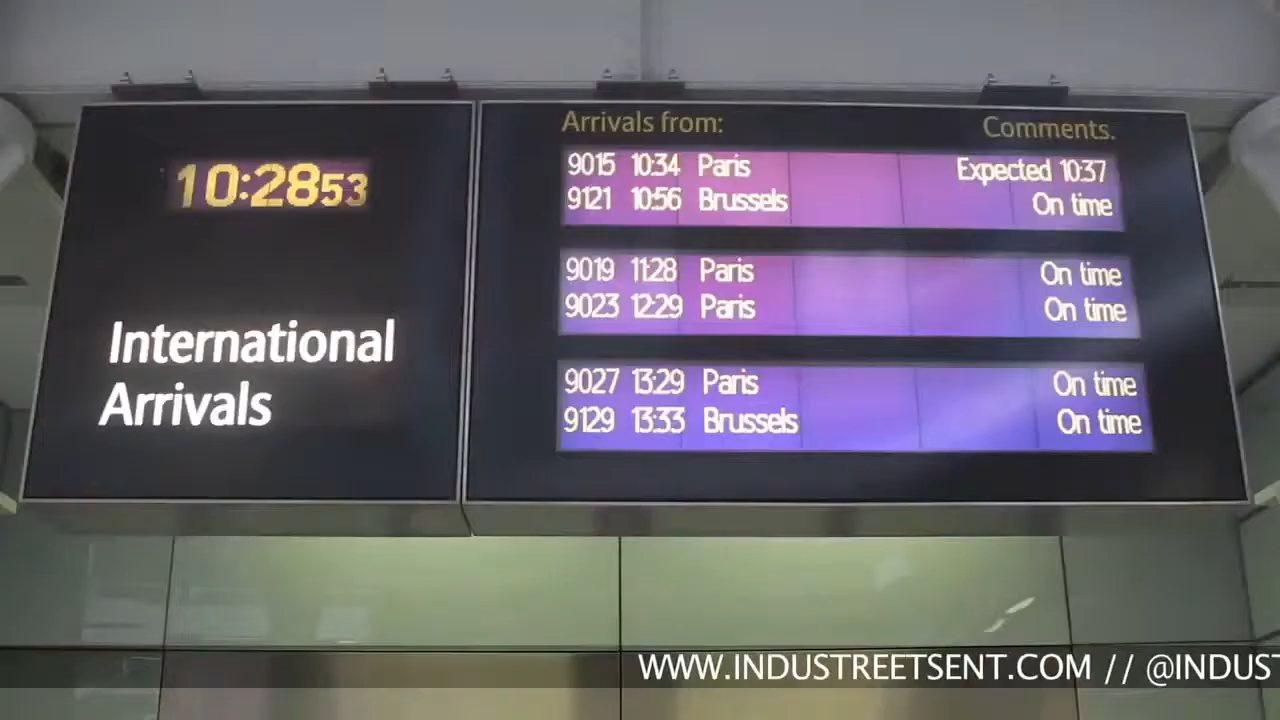 10:28 53
International
Arrivals
Arrivals from: Comments.
9015 10:34 Paris Expected 10:37
9121 10:56 Brussels On time
9019 11:28 Paris On time
9023 12:29 Paris On time
9027 13:29 Paris On time
9129 13:33 Brussels On time
WWW.INDUSTREETSENT.COM // @INDUST